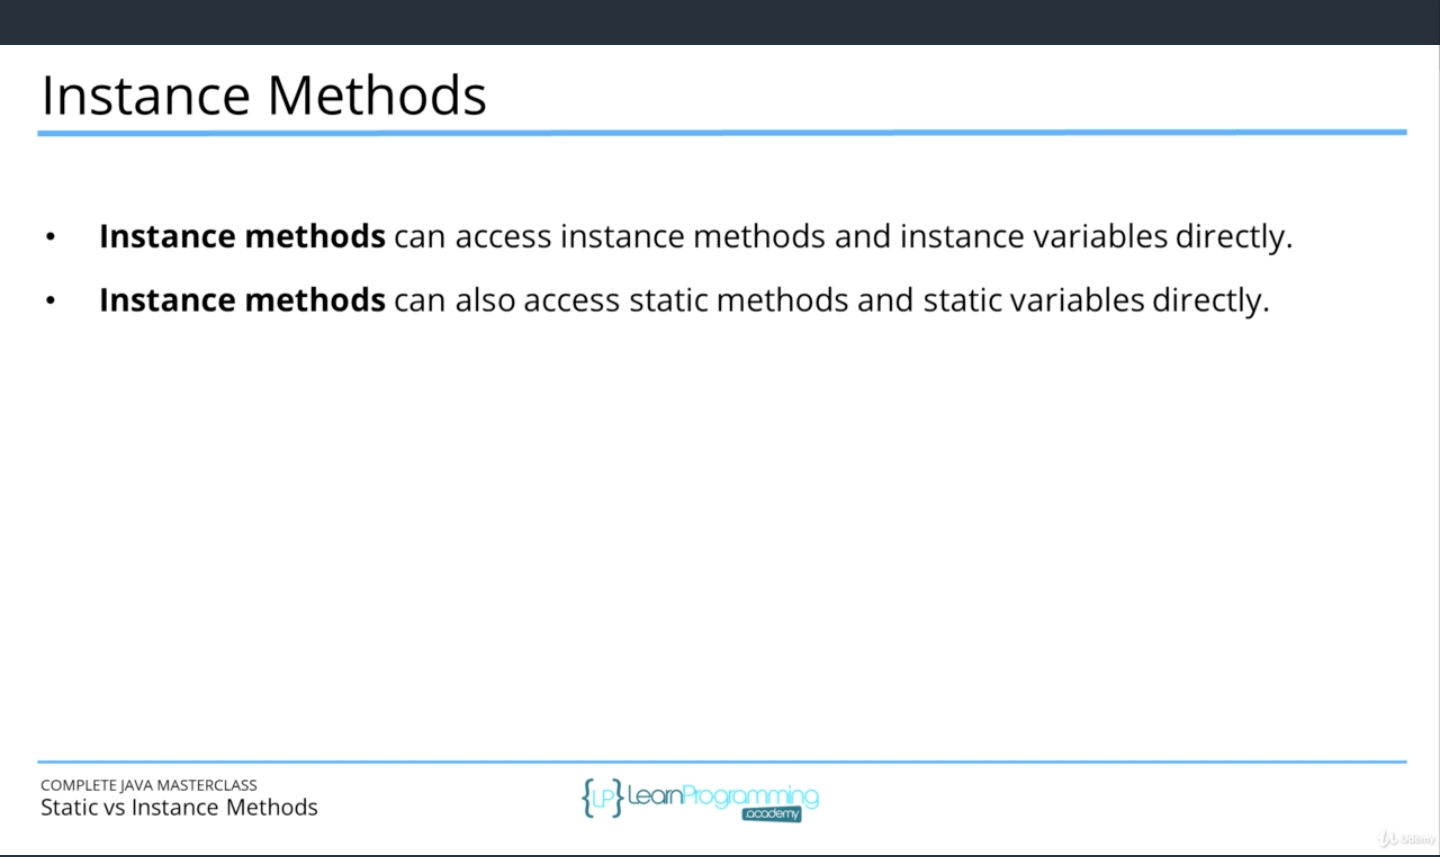 Instance Methods
• Instance methods can access instance methods and instance variables directly.
• Instance methods can also access static methods and static variables directly.
COMPLETE JAVA MASTERCLASS
Static vs Instance Methods
{LP} LearnProgramming
.academy
Udemy